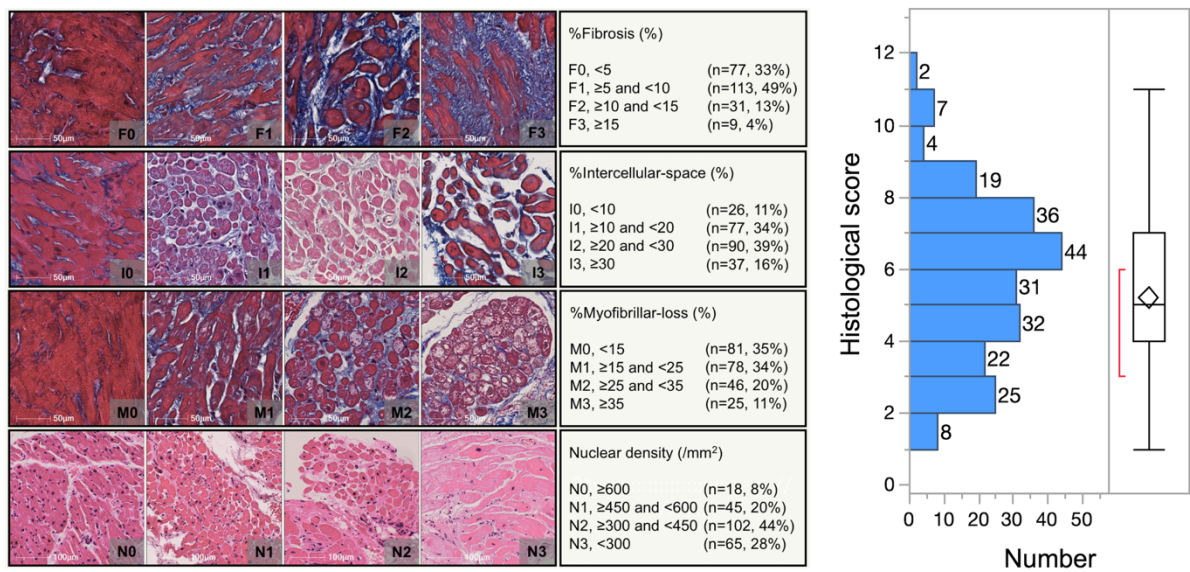 50µm F0 50µm F1 50µm F2 50µm F3
%Fibrosis (%)
F0, <5 (n=77, 33%)
F1, ≥5 and <10 (n=113, 49%)
F2, ≥10 and <15 (n=31, 13%)
F3, ≥15 (n=9, 4%)
50µm I0 50µm I1 50µm I2 50µm I3
%Intercellular-space (%)
I0, <10 (n=26, 11%)
I1, ≥10 and <20 (n=77, 34%)
I2, ≥20 and <30 (n=90, 39%)
I3, ≥30 (n=37, 16%)
50µm M0 50µm M1 50µm M2 50µm M3
%Myofibrillar-loss (%)
M0, <15 (n=81, 35%)
M1, ≥15 and <25 (n=78, 34%)
M2, ≥25 and <35 (n=46, 20%)
M3, ≥35 (n=25, 11%)
100µm N0 100µm N1 100µm N2 100µm N3
Nuclear density (/mm²)
N0, ≥600 (n=18, 8%)
N1, ≥450 and <600 (n=45, 20%)
N2, ≥300 and <450 (n=102, 44%)
N3, <300 (n=65, 28%)
Histological score
12
10
8
6
4
2
0
2
7
4
19
36
44
31
32
22
25
8
0 10 20 30 40 50
Number